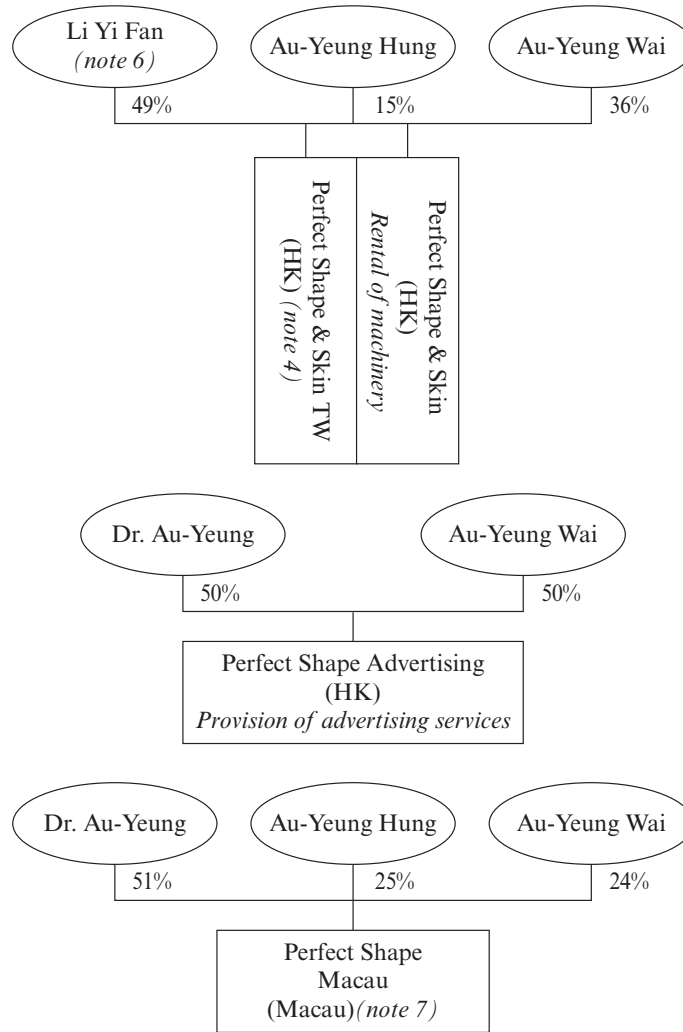 Li Yi Fan
(note 6)
Au-Yeung Hung
Au-Yeung Wai
49%
15%
36%
Perfect Shape & Skin TW
(HK) (note 4)
Perfect Shape & Skin
(HK)
Rental of machinery
Dr. Au-Yeung
Au-Yeung Wai
50%
50%
Perfect Shape Advertising
(HK)
Provision of advertising services
Dr. Au-Yeung
Au-Yeung Hung
Au-Yeung Wai
51%
25%
24%
Perfect Shape
Macau
(Macau)(note 7)